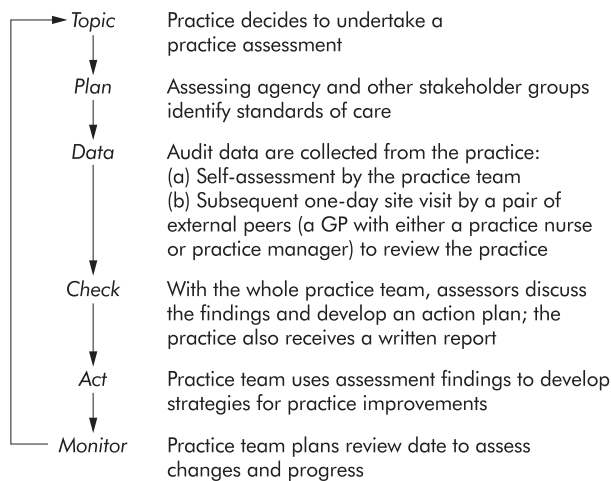 Topic Practice decides to undertake a
practice assessment
Plan Assessing agency and other stakeholder groups
identify standards of care
Data Audit data are collected from the practice:
(a) Self-assessment by the practice team
(b) Subsequent one-day site visit by a pair of
external peers (a GP with either a practice nurse
or practice manager) to review the practice
Check With the whole practice team, assessors discuss
the findings and develop an action plan; the
practice also receives a written report
Act Practice team uses assessment findings to develop
strategies for practice improvements
Monitor Practice team plans review date to assess
changes and progress